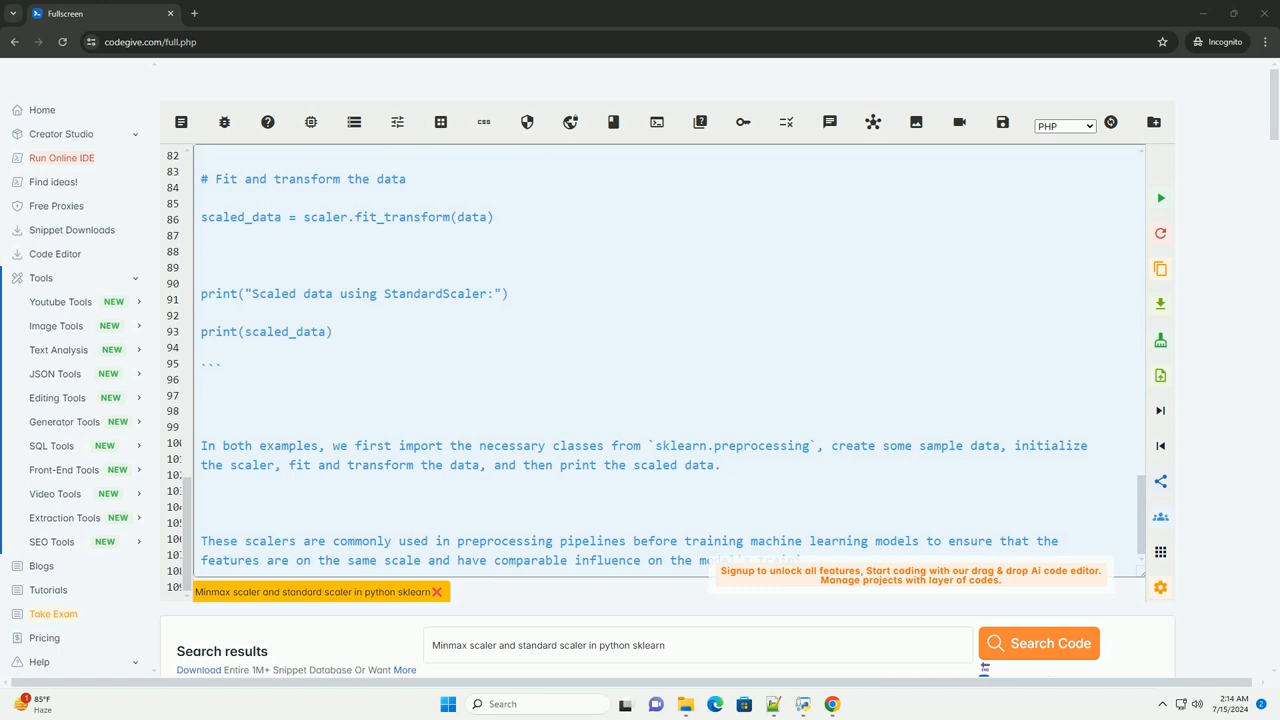 Fullscreen
codegive.com/full.php
Incognito
Home
Creator Studio
Run Online IDE
Find ideas!
Free Proxies
Snippet Downloads
Code Editor
Tools
Youtube Tools NEW
Image Tools NEW
Text Analysis NEW
JSON Tools NEW
Editing Tools NEW
Generator Tools NEW
SQL Tools NEW
Front-End Tools NEW
Video Tools NEW
Extraction Tools NEW
SEO Tools NEW
Blogs
Tutorials
Take Exam
Pricing
Help
css
PHP
82
83
84
85
86
87
88
89
90
91
92
93
94
95
96
97
98
99
# Fit and transform the data
scaled_data = scaler.fit_transform(data)
print("Scaled data using StandardScaler:")
print(scaled_data)
```
In both examples, we first import the necessary classes from `sklearn.preprocessing`, create some sample data, initialize
the scaler, fit and transform the data, and then print the scaled data.
These scalers are commonly used in preprocessing pipelines before training machine learning models to ensure that the
features are on the same scale and have comparable influence on the
Signup to unlock all features, Start coding with our drag & drop Ai code editor.
Manage projects with layer of codes.
Minmax scaler and standard scaler in python sklearn
Search results
Minmax scaler and standard scaler in python sklearn
Search Code
Download Entire 1M+ Snippet Database Or Want More
85°F
Haze
Search
2:14 AM
7/15/2024